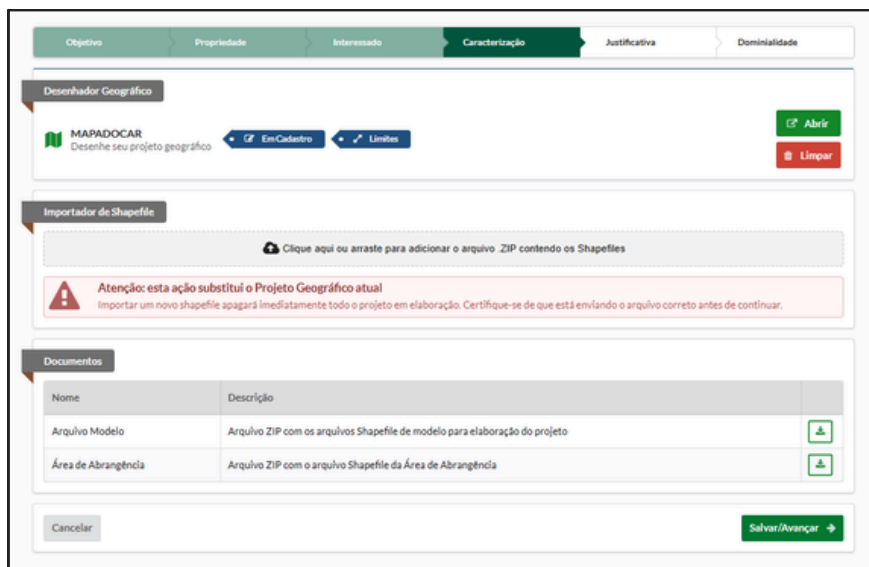 Objetivo Propriedade Interessado Caracterização Justificativa Dominialidade
Desenhador Geográfico
MAPADOCAR
Desenhe seu projeto geográfico
Em Cadastro Limites
Abrir
Limpar
Importador de Shapefile
Clique aqui ou arraste para adicionar o arquivo .ZIP contendo os Shapefiles
Atenção: esta ação substitui o Projeto Geográfico atual
Importar um novo shapefile apagará imediatamente todo o projeto em elaboração. Certifique-se de que está enviando o arquivo correto antes de continuar.
Documentos
Nome Descrição
Arquivo Modelo Arquivo ZIP com os arquivos Shapefile de modelo para elaboração do projeto
Área de Abrangência Arquivo ZIP com o arquivo Shapefile da Área de Abrangência
Cancelar Salvar/Avançar